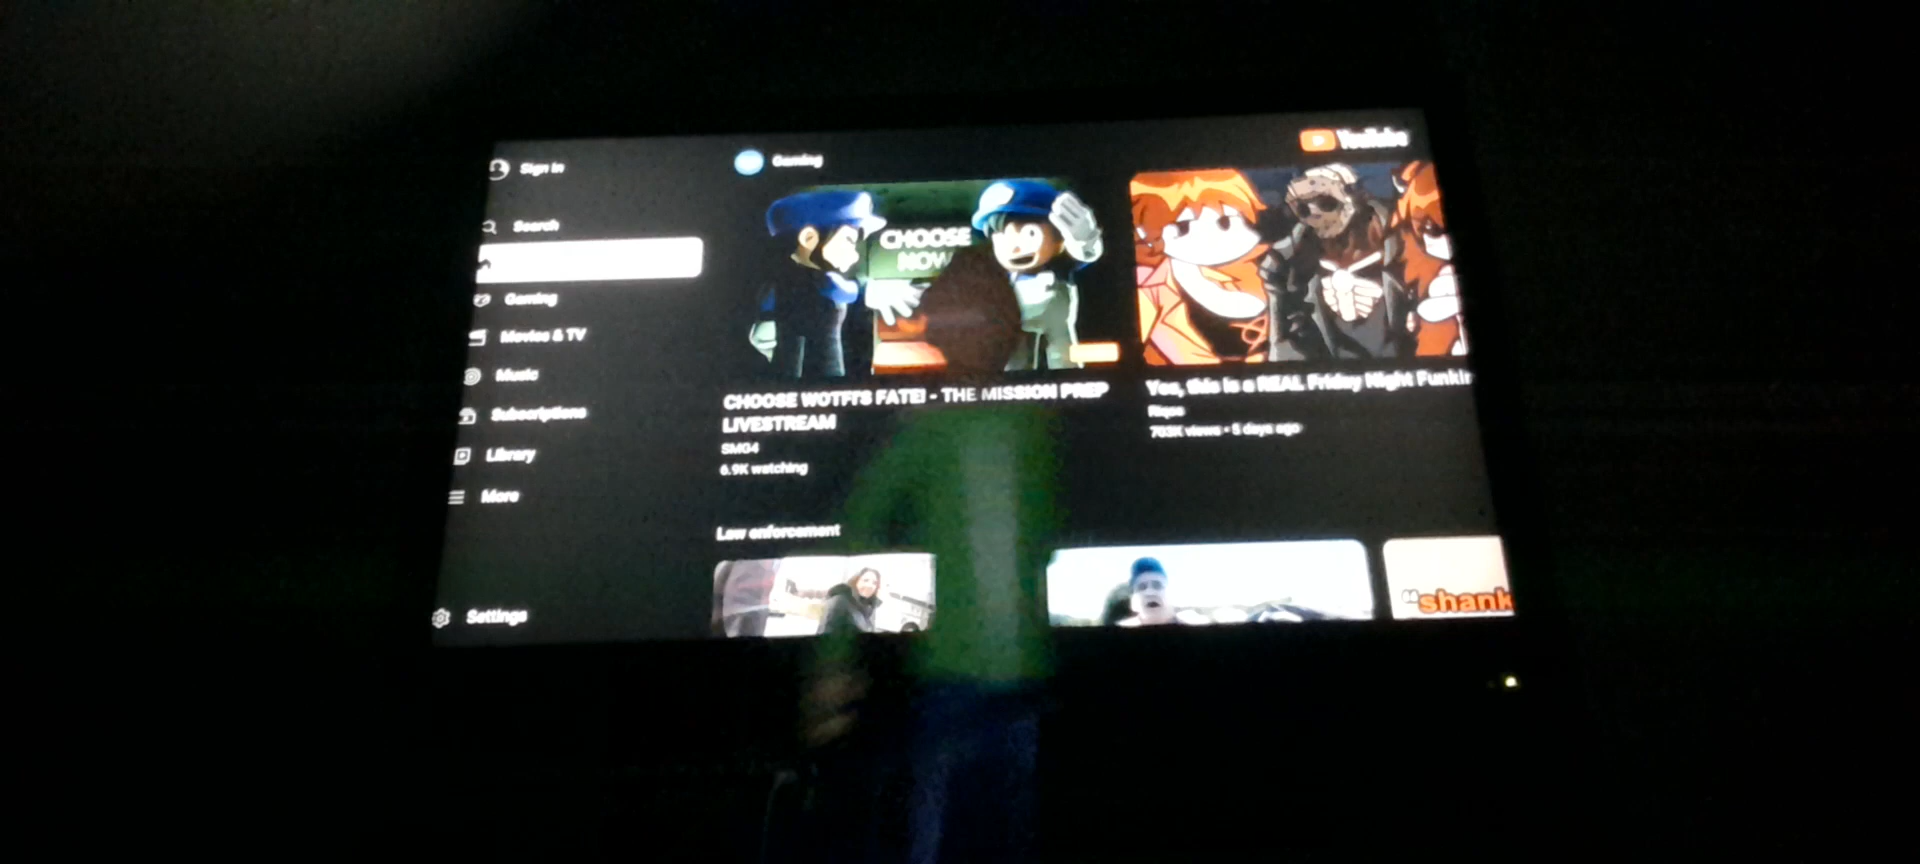 Sign in
Search
Gaming
Movies & TV
Music
Subscriptions
Library
More
Settings
Gaming
YouTube
CHOOSE
NOW
CHOOSE WOTFI'S FATE! - THE MISSION PREP
LIVESTREAM
SMG4
6.9K watching
Yes, this is a REAL Friday Night Funkin
703K views • 5 days ago
Law enforcement
"shank